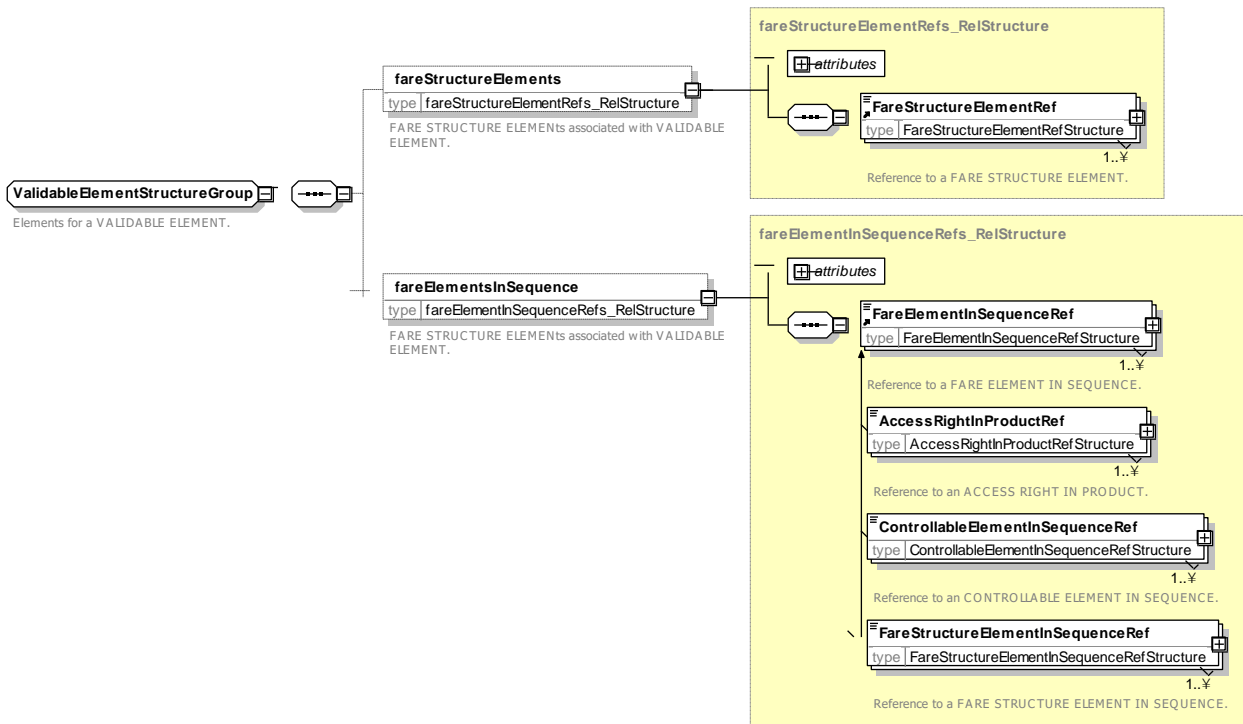 fareStructureElementRefs_RelStructure
attributes
fareStructureElements
type fareStructureElementRefs_RelStructure
FARE STRUCTURE ELEMENts associated with VALIDABLE
ELEMENT.
FareStructureElementRef
type FareStructureElementRefStructure
1..¥
Reference to a FARE STRUCTURE ELEMENT.
ValidableElementStructureGroup
Elements for a VALIDABLE ELEMENT.
fareElementInSequenceRefs_RelStructure
attributes
fareElementsInSequence
type fareElementInSequenceRefs_RelStructure
FARE STRUCTURE ELEMENts associated with VALIDABLE
ELEMENT.
FareElementInSequenceRef
type FareElementInSequenceRefStructure
1..¥
Reference to a FARE ELEMENT IN SEQUENCE.
AccessRightInProductRef
type AccessRightInProductRefStructure
1..¥
Reference to an ACCESS RIGHT IN PRODUCT.
ControllableElementInSequenceRef
type ControllableElementInSequenceRefStructure
1..¥
Reference to an CONTROLLABLE ELEMENT IN SEQUENCE.
FareStructureElementInSequenceRef
type FareStructureElementInSequenceRefStructure
1..¥
Reference to a FARE STRUCTURE ELEMENT IN SEQUENCE.